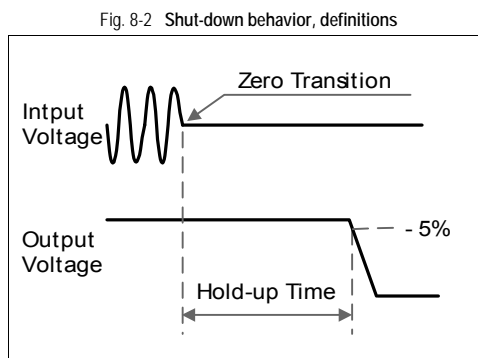 Fig. 8-2 Shut-down behavior, definitions
Zero Transition
Intput
Voltage
Output
Voltage
- 5%
Hold-up Time